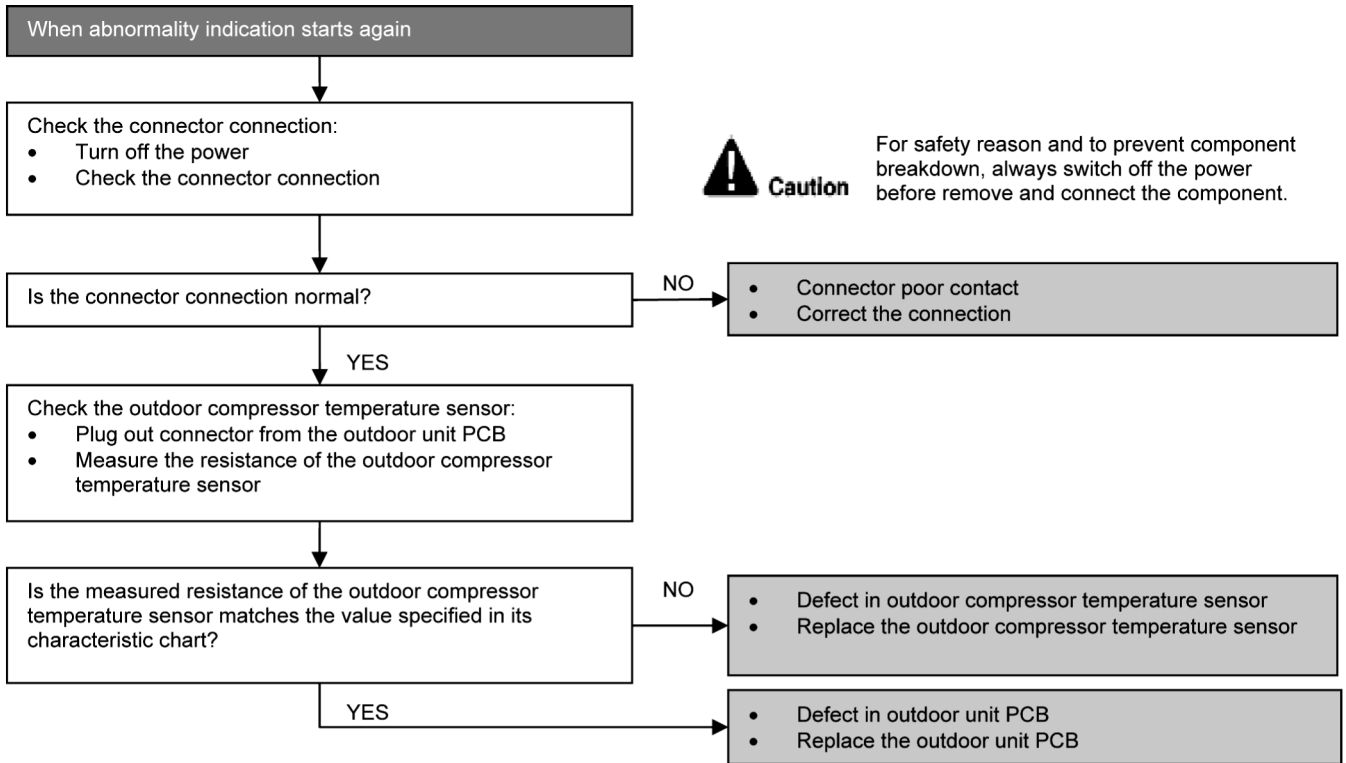 When abnormality indication starts again
Check the connector connection:
• Turn off the power
• Check the connector connection
Caution
For safety reason and to prevent component
breakdown, always switch off the power
before remove and connect the component.
Is the connector connection normal?
NO
• Connector poor contact
• Correct the connection
YES
Check the outdoor compressor temperature sensor:
• Plug out connector from the outdoor unit PCB
• Measure the resistance of the outdoor compressor
temperature sensor
Is the measured resistance of the outdoor compressor
temperature sensor matches the value specified in its
characteristic chart?
NO
• Defect in outdoor compressor temperature sensor
• Replace the outdoor compressor temperature sensor
YES
• Defect in outdoor unit PCB
• Replace the outdoor unit PCB